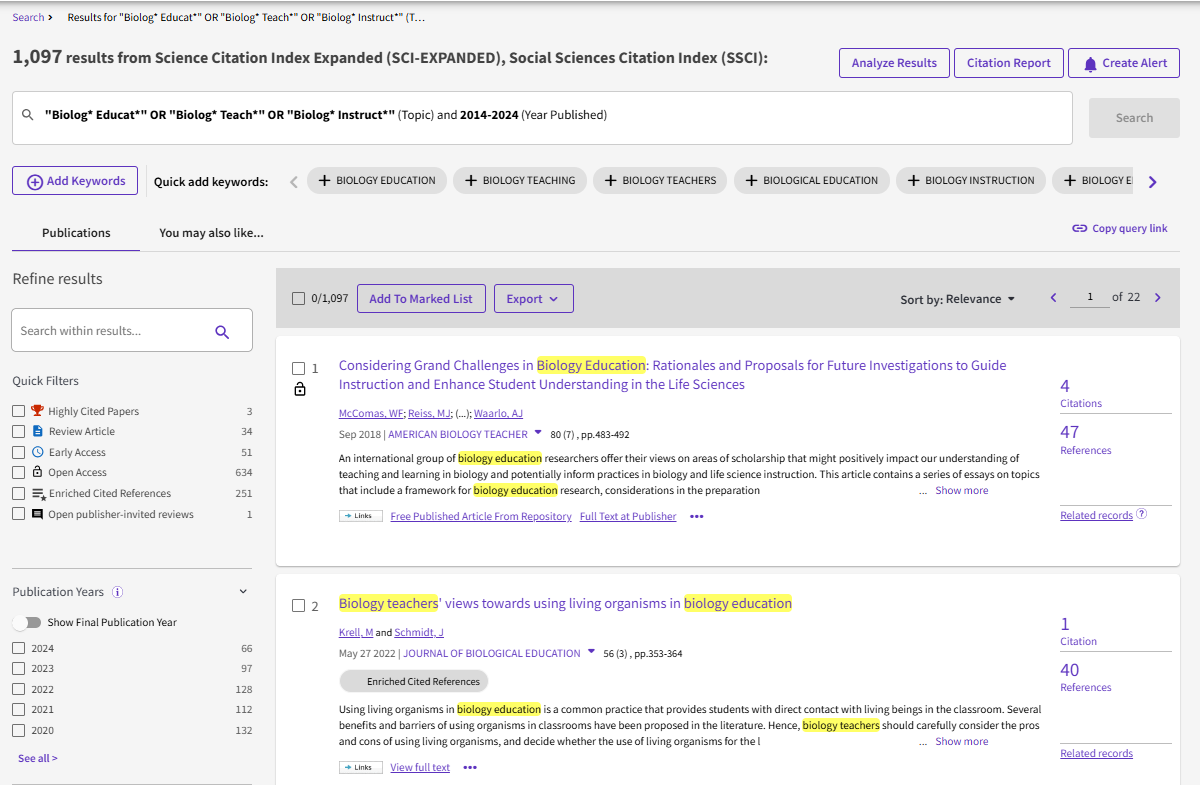 Search > Results for "Biolog* Educat*" OR "Biolog* Teach*" OR "Biolog* Instruct*" (T...
1,097 results from Science Citation Index Expanded (SCI-EXPANDED), Social Sciences Citation Index (SSCI):
Analyze Results
Citation Report
Create Alert
"Biolog* Educat*" OR "Biolog* Teach*" OR "Biolog* Instruct*" (Topic) and 2014-2024 (Year Published)
Search
Add Keywords
Quick add keywords:
BIOLOGY EDUCATION
BIOLOGY TEACHING
BIOLOGY TEACHERS
BIOLOGICAL EDUCATION
BIOLOGY INSTRUCTION
BIOLOGY E
Publications
You may also like...
Copy query link
Refine results
Search within results...
Quick Filters
Highly Cited Papers 3
Review Article 34
Early Access 51
Open Access 634
Enriched Cited References 251
Open publisher-invited reviews 1
Publication Years
Show Final Publication Year
2024 66
2023 97
2022 128
2021 112
2020 132
See all >
0/1,097
Add To Marked List
Export
Sort by: Relevance
1 of 22
1
Considering Grand Challenges in Biology Education: Rationales and Proposals for Future Investigations to Guide
Instruction and Enhance Student Understanding in the Life Sciences
McComas, WF; Reiss, MJ; (...); Waarlo, AJ
Sep 2018 | AMERICAN BIOLOGY TEACHER 80 (7) , pp.483-492
An international group of biology education researchers offer their views on areas of scholarship that might positively impact our understanding of
teaching and learning in biology and potentially inform practices in biology and life science instruction. This article contains a series of essays on topics
that include a framework for biology education research, considerations in the preparation ... Show more
Links Free Published Article From Repository Full Text at Publisher •••
4
Citations
47
References
Related records ?
2
Biology teachers' views towards using living organisms in biology education
Krell, M and Schmidt, J
May 27 2022 | JOURNAL OF BIOLOGICAL EDUCATION 56 (3) , pp.353-364
Enriched Cited References
Using living organisms in biology education is a common practice that provides students with direct contact with living beings in the classroom. Several
benefits and barriers of using organisms in classrooms have been proposed in the literature. Hence, biology teachers should carefully consider the pros
and cons of using living organisms, and decide whether the use of living organisms for the l ... Show more
Links View full text •••
1
Citation
40
References
Related records